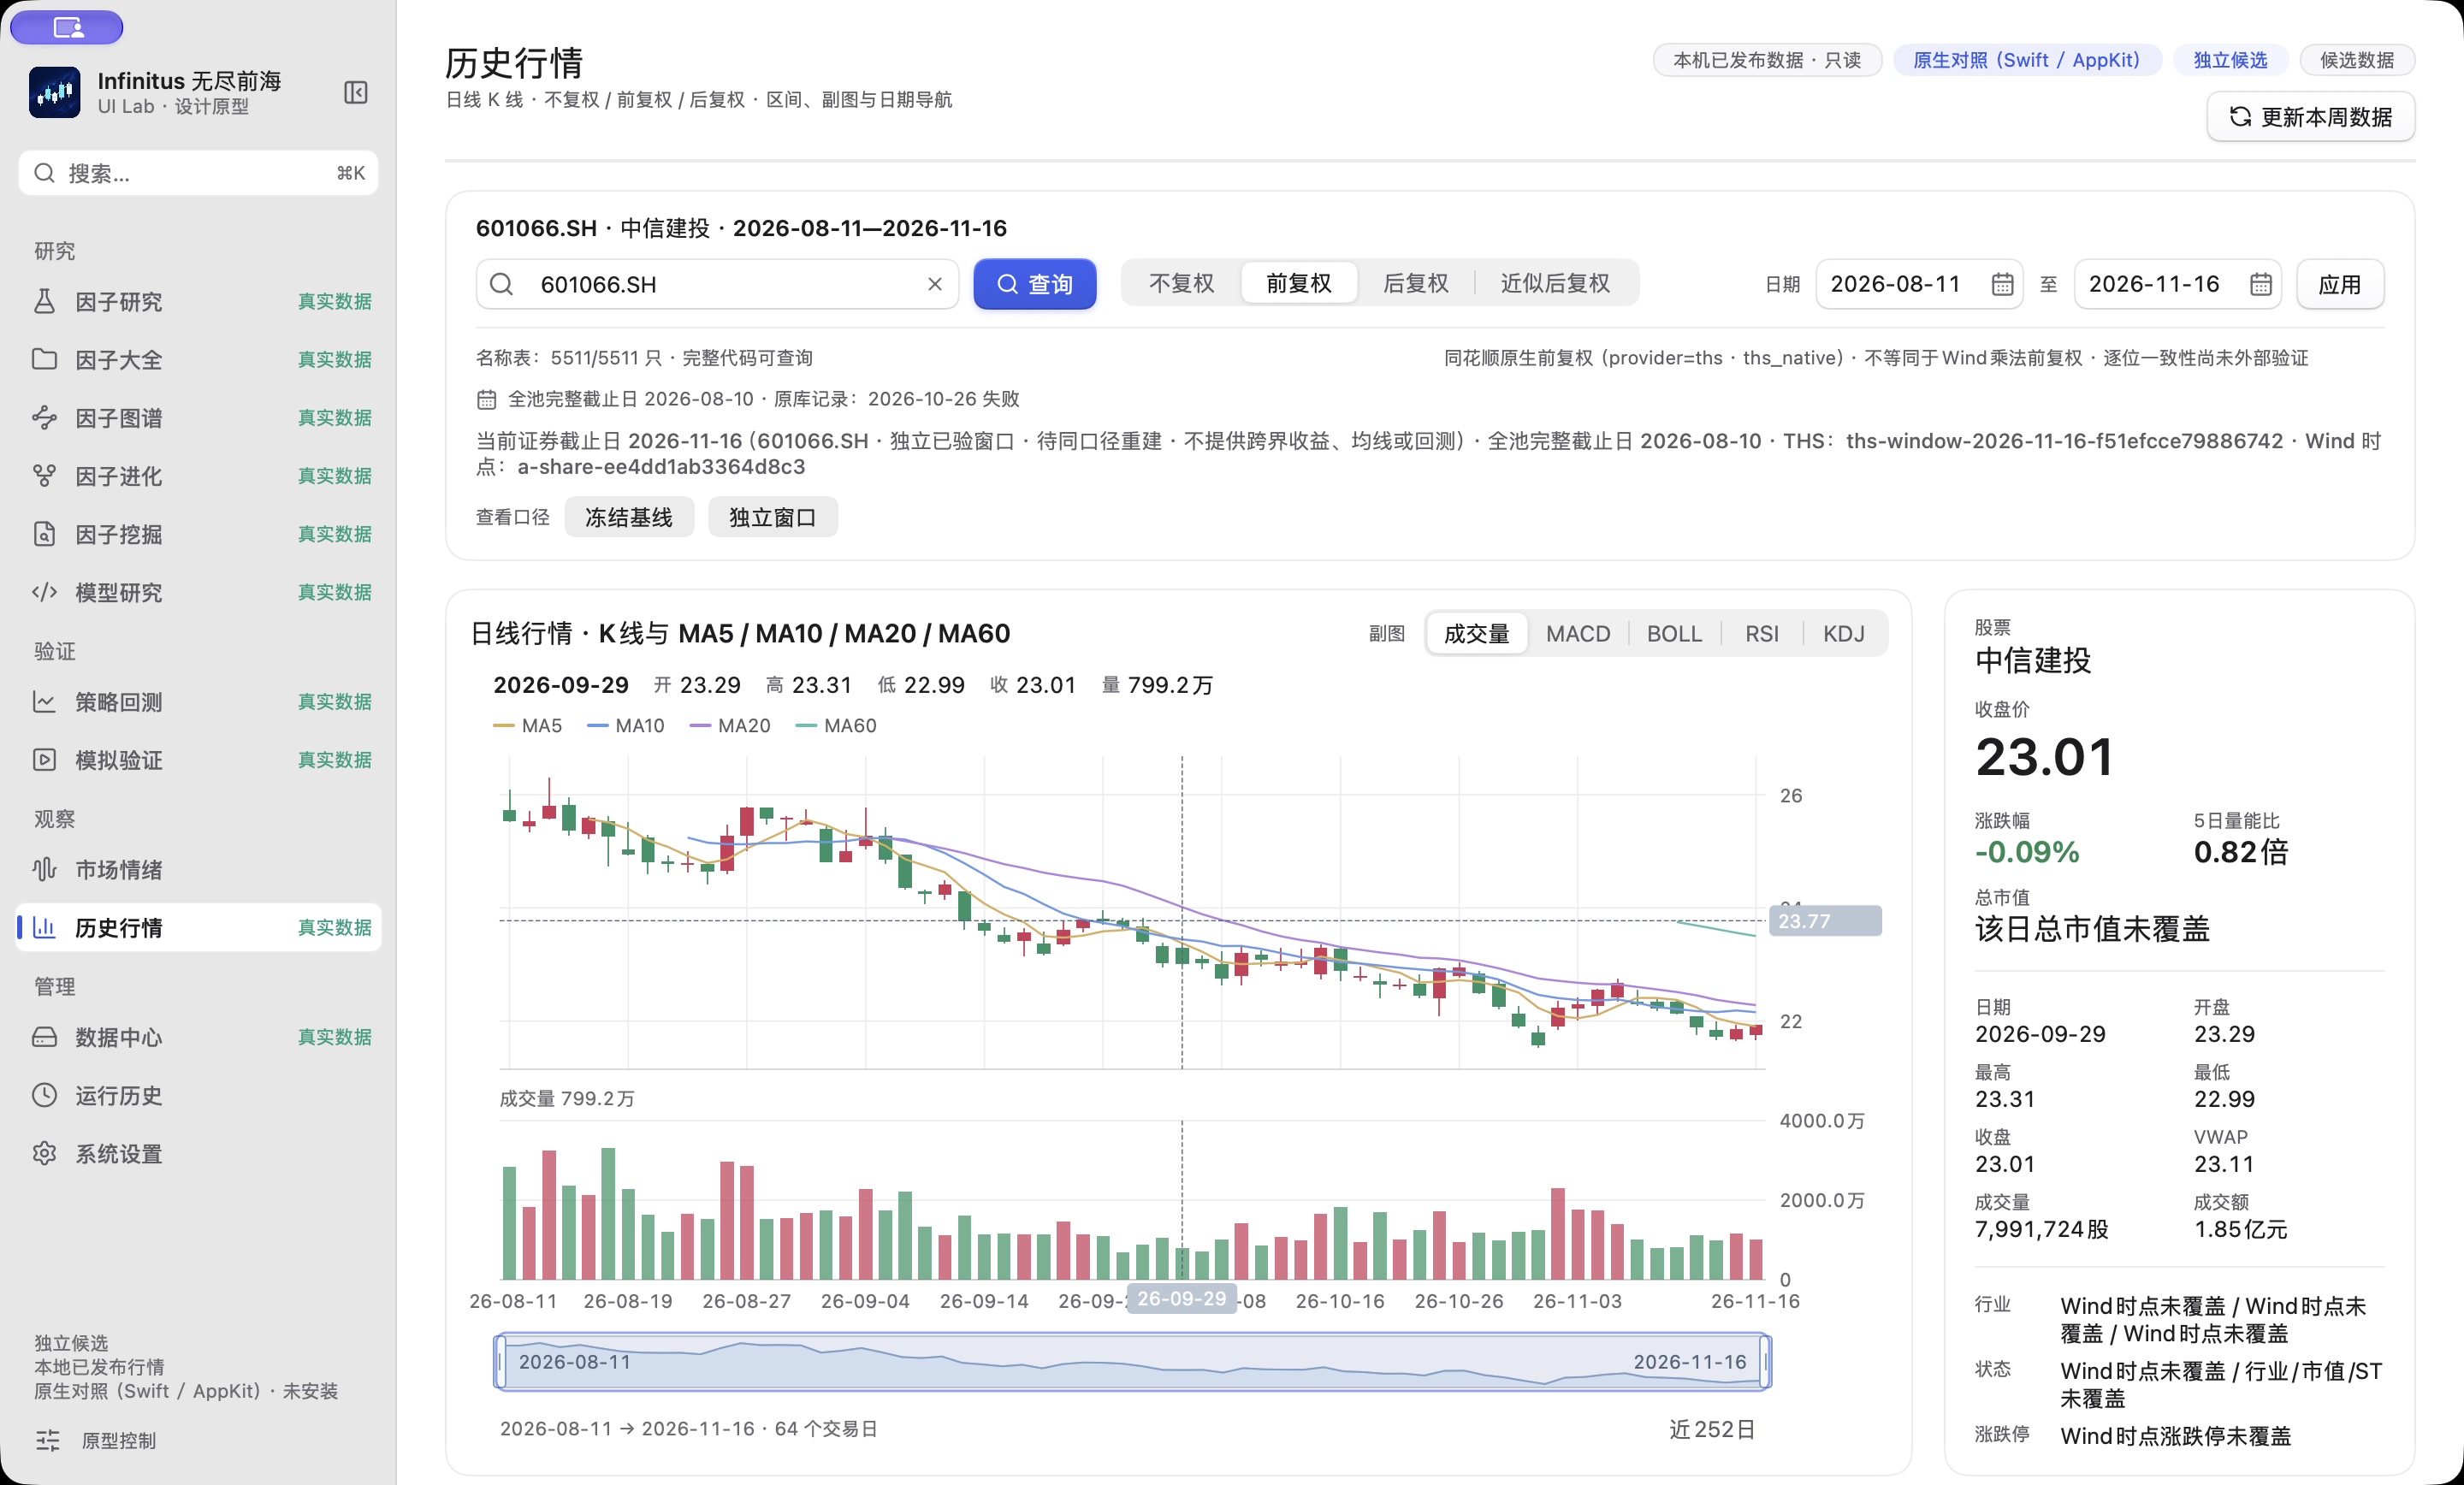 Infinitus 无尽前海
UI Lab · 设计原型
搜索...
⌘K
研究
因子研究 真实数据
因子大全 真实数据
因子图谱 真实数据
因子进化 真实数据
因子挖掘 真实数据
模型研究 真实数据
验证
策略回测 真实数据
模拟验证 真实数据
观察
市场情绪
历史行情 真实数据
管理
数据中心 真实数据
运行历史
系统设置
独立候选
本地已发布行情
原生对照 (Swift / AppKit) · 未安装
原型控制
历史行情
日线 K 线 · 不复权 / 前复权 / 后复权 · 区间、副图与日期导航
本机已发布数据 · 只读
原生对照 (Swift / AppKit)
独立候选
候选数据
更新本周数据
601066.SH · 中信建投 · 2026-08-11—2026-11-16
601066.SH
查询
不复权 前复权 后复权 近似后复权
日期 2026-08-11 至 2026-11-16 应用
名称表：5511/5511 只 · 完整代码可查询
同花顺原生前复权 (provider=ths · ths_native) · 不等同于Wind乘法前复权 · 逐位一致性尚未外部验证
全池完整截止日 2026-08-10 · 原库记录：2026-10-26 失败
当前证券截止日 2026-11-16 (601066.SH · 独立已验窗口 · 待同口径重建 · 不提供跨界收益、均线或回测) · 全池完整截止日 2026-08-10 · THS：ths-window-2026-11-16-f51efcce79886742 · Wind 时
点：a-share-ee4dd1ab3364d8c3
查看口径 冻结基线 独立窗口
日线行情 · K线与 MA5 / MA10 / MA20 / MA60
副图 成交量 MACD BOLL RSI KDJ
2026-09-29 开 23.29 高 23.31 低 22.99 收 23.01 量 799.2万
MA5 MA10 MA20 MA60
26
23.77
22
成交量 799.2万
4000.0万
2000.0万
0
26-08-11 26-08-19 26-08-27 26-09-04 26-09-14 26-09-29 -08 26-10-16 26-10-26 26-11-03 26-11-16
2026-08-11 2026-11-16
2026-08-11 → 2026-11-16 · 64 个交易日
近252日
股票
中信建投
收盘价
23.01
涨跌幅 5日量能比
-0.09% 0.82倍
总市值
该日总市值未覆盖
日期 开盘
2026-09-29 23.29
最高 最低
23.31 22.99
收盘 VWAP
23.01 23.11
成交量 成交额
7,991,724股 1.85亿元
行业 Wind时点未覆盖 / Wind时点未
覆盖 / Wind时点未覆盖
状态 Wind时点未覆盖 / 行业/市值/ST
未覆盖
涨跌停 Wind时点涨跌停未覆盖